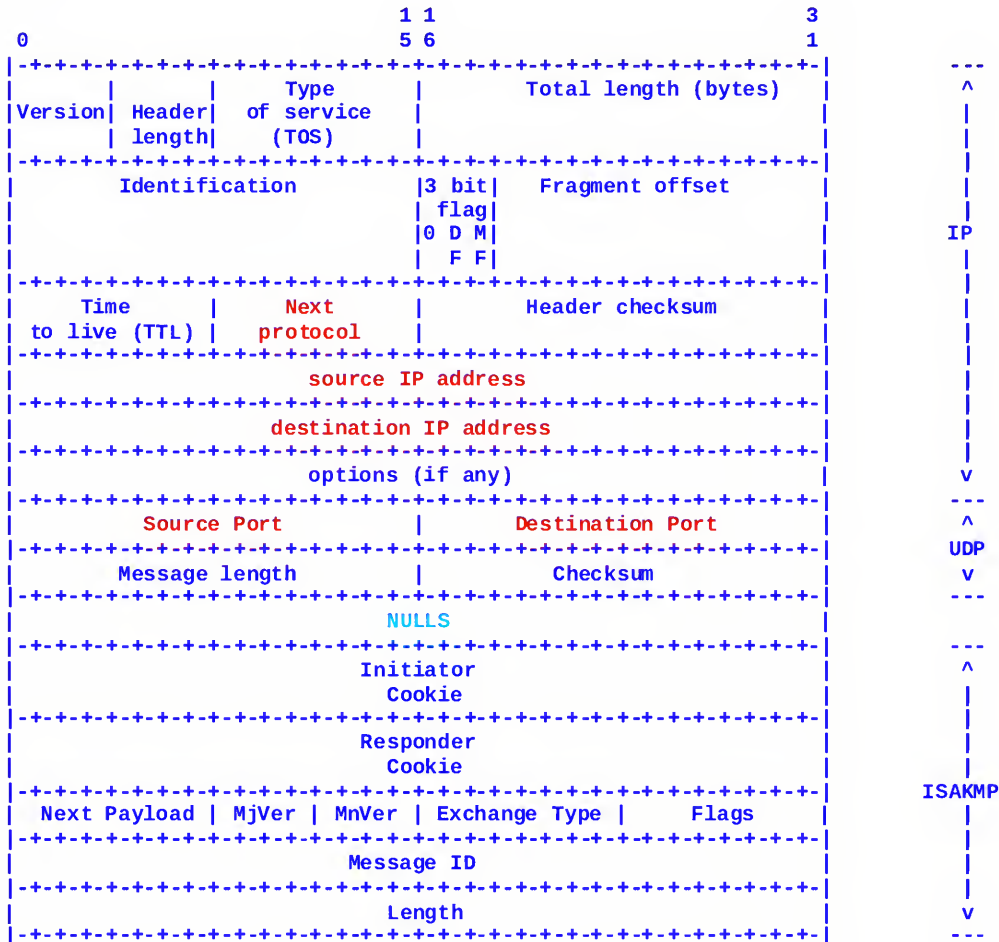 1 1 3
0 5 6 1
|-+-+-+-+-+-+-+-+-+-+-+-+-+-+-+-+-+-+-+-+-+-+-+-+-+-+-+-+-+-+-+-| ---
| | | Type | Total length (bytes) | ^
|Version| Header| of service | | |
| | length| (TOS) | | |
|-+-+-+-+-+-+-+-+-+-+-+-+-+-+-+-+-+-+-+-+-+-+-+-+-+-+-+-+-+-+-+-| |
| Identification |3 bit| Fragment offset | |
| | flag| | |
| |0 D M| | IP
| | F F| | |
|-+-+-+-+-+-+-+-+-+-+-+-+-+-+-+-+-+-+-+-+-+-+-+-+-+-+-+-+-+-+-+-| |
| Time | Next | Header checksum | |
| to live (TTL) | protocol | | |
|-+-+-+-+-+-+-+-+-+-+-+-+-+-+-+-+-+-+-+-+-+-+-+-+-+-+-+-+-+-+-+-| |
| source IP address | |
|-+-+-+-+-+-+-+-+-+-+-+-+-+-+-+-+-+-+-+-+-+-+-+-+-+-+-+-+-+-+-+-| |
| destination IP address | |
|-+-+-+-+-+-+-+-+-+-+-+-+-+-+-+-+-+-+-+-+-+-+-+-+-+-+-+-+-+-+-+-| |
| options (if any) | v
|-+-+-+-+-+-+-+-+-+-+-+-+-+-+-+-+-+-+-+-+-+-+-+-+-+-+-+-+-+-+-+-| ---
| Source Port | Destination Port | ^
|-+-+-+-+-+-+-+-+-+-+-+-+-+-+-+-+-+-+-+-+-+-+-+-+-+-+-+-+-+-+-+-| UDP
| Message length | Checksum | v
|-+-+-+-+-+-+-+-+-+-+-+-+-+-+-+-+-+-+-+-+-+-+-+-+-+-+-+-+-+-+-+-| ---
| NULLS |
|-+-+-+-+-+-+-+-+-+-+-+-+-+-+-+-+-+-+-+-+-+-+-+-+-+-+-+-+-+-+-+-| ---
| Initiator | ^
| Cookie | |
|-+-+-+-+-+-+-+-+-+-+-+-+-+-+-+-+-+-+-+-+-+-+-+-+-+-+-+-+-+-+-+-| |
| Responder | |
| Cookie | |
|-+-+-+-+-+-+-+-+-+-+-+-+-+-+-+-+-+-+-+-+-+-+-+-+-+-+-+-+-+-+-+-| ISAKMP
| Next Payload | MjVer | MnVer | Exchange Type | Flags | |
|-+-+-+-+-+-+-+-+-+-+-+-+-+-+-+-+-+-+-+-+-+-+-+-+-+-+-+-+-+-+-+-| |
| Message ID | |
|-+-+-+-+-+-+-+-+-+-+-+-+-+-+-+-+-+-+-+-+-+-+-+-+-+-+-+-+-+-+-+-| |
| Length | v
|-+-+-+-+-+-+-+-+-+-+-+-+-+-+-+-+-+-+-+-+-+-+-+-+-+-+-+-+-+-+-+-| ---